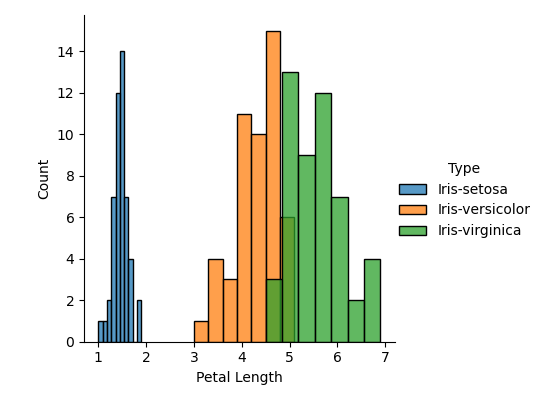 14
12
10
8
6
4
2
0
Count
1 2 3 4 5 6 7
Petal Length
Type
Iris-setosa
Iris-versicolor
Iris-virginica